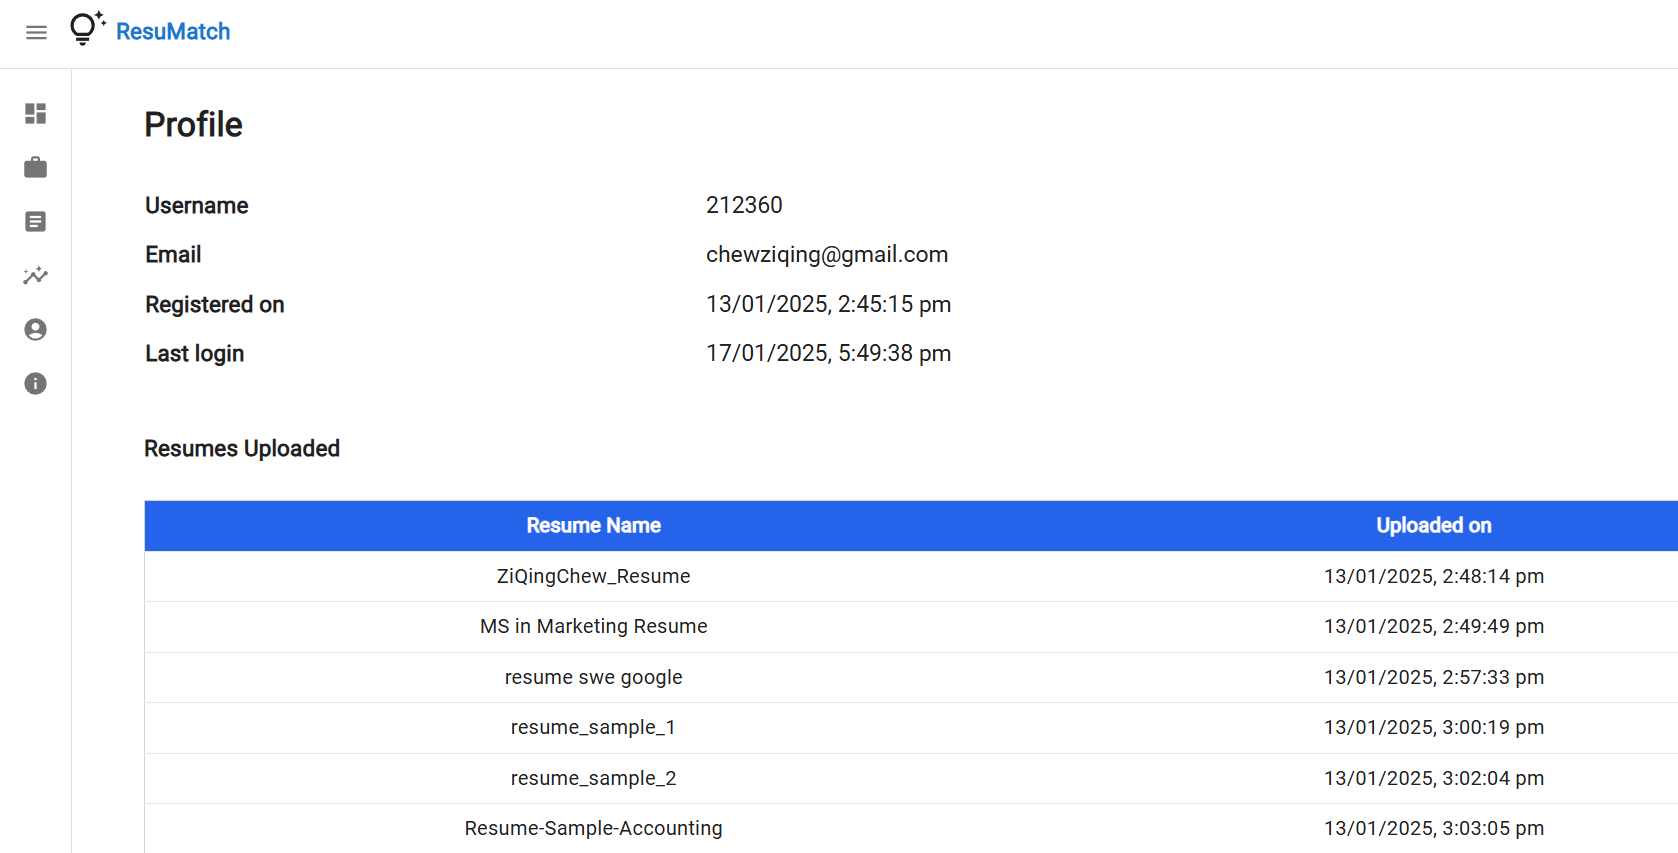 ResuMatch
Profile
Username 212360
Email chewziqing@gmail.com
Registered on 13/01/2025, 2:45:15 pm
Last login 17/01/2025, 5:49:38 pm
Resumes Uploaded
Resume Name Uploaded on
ZiQingChew_Resume 13/01/2025, 2:48:14 pm
MS in Marketing Resume 13/01/2025, 2:49:49 pm
resume swe google 13/01/2025, 2:57:33 pm
resume_sample_1 13/01/2025, 3:00:19 pm
resume_sample_2 13/01/2025, 3:02:04 pm
Resume-Sample-Accounting 13/01/2025, 3:03:05 pm